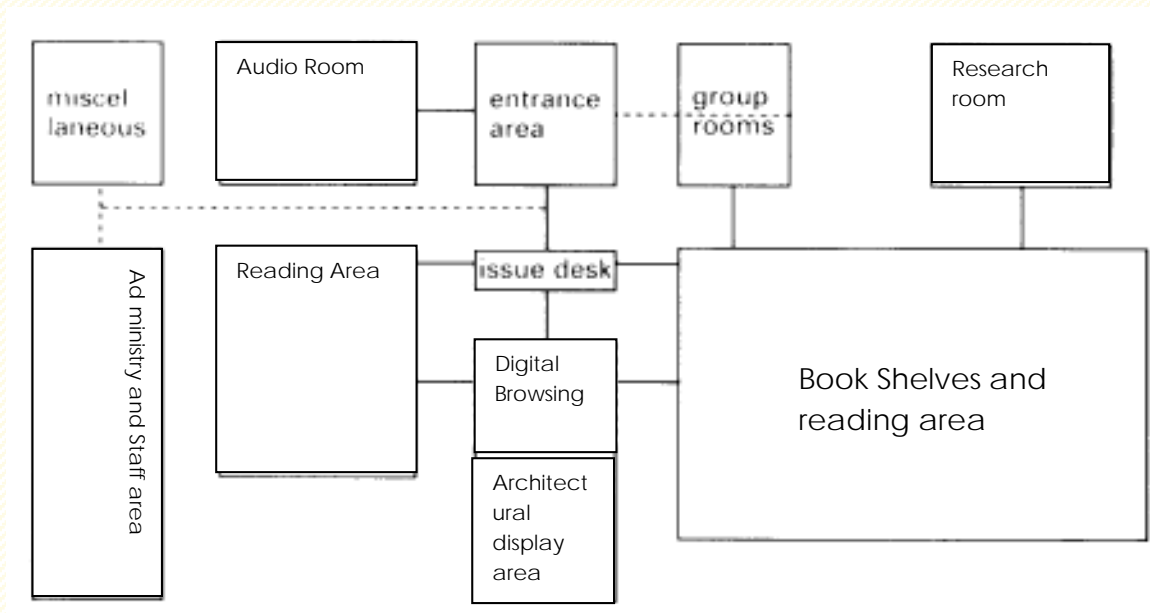 miscel
laneous
Audio Room
entrance
area
group
rooms
Research
room
Ad ministry and Staff area
Reading Area
issue desk
Digital
Browsing
Book Shelves and
reading area
Architect
ural
display
area